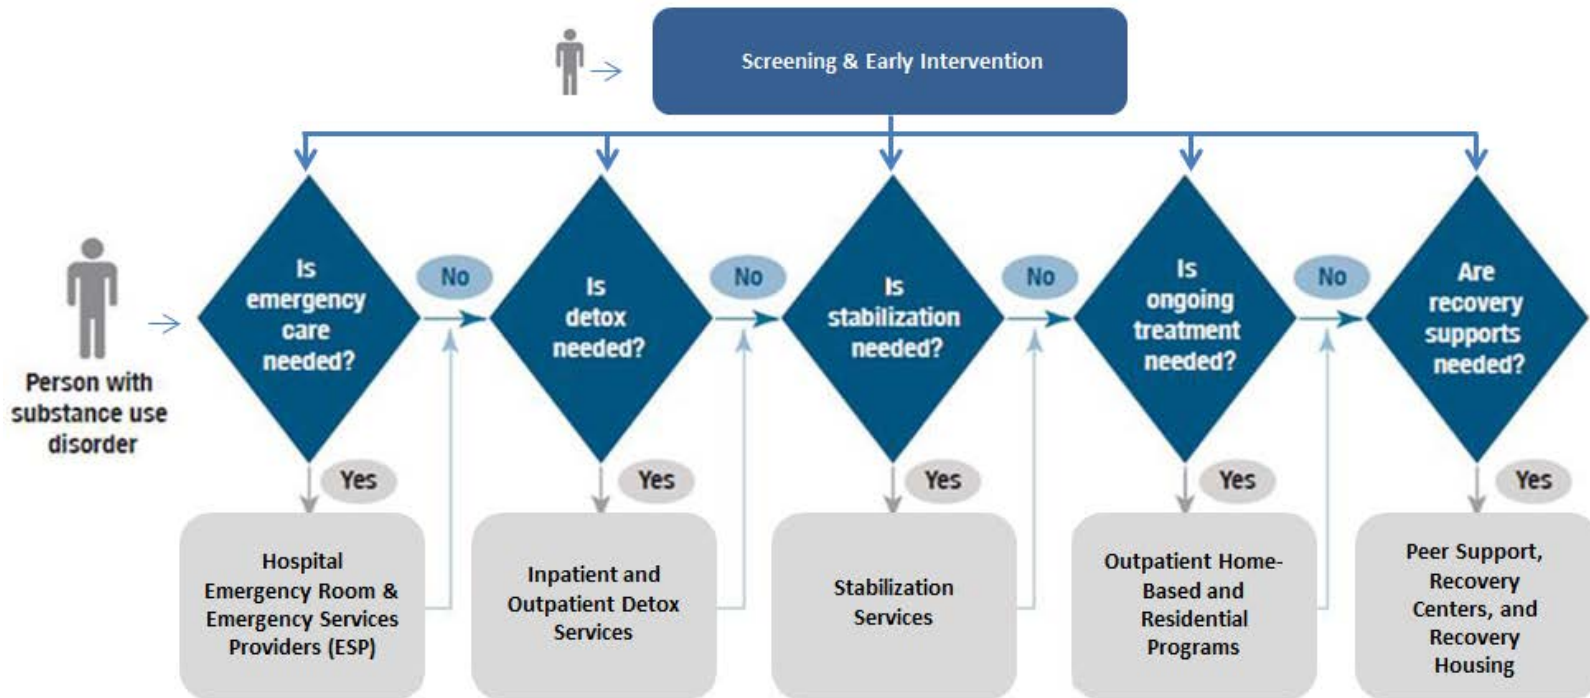 Screening & Early Intervention
Is
emergency
care
needed?
No
Is
detox
needed?
No
Is
stabilization
needed?
No
Is
ongoing
treatment
needed?
No
Are
recovery
supports
needed?
Person with
substance use
disorder
Yes
Yes
Yes
Yes
Yes
Hospital
Emergency Room &
Emergency Services
Providers (ESP)
Inpatient and
Outpatient Detox
Services
Stabilization
Services
Outpatient Home-
Based and
Residential
Programs
Peer Support,
Recovery
Centers, and
Recovery
Housing